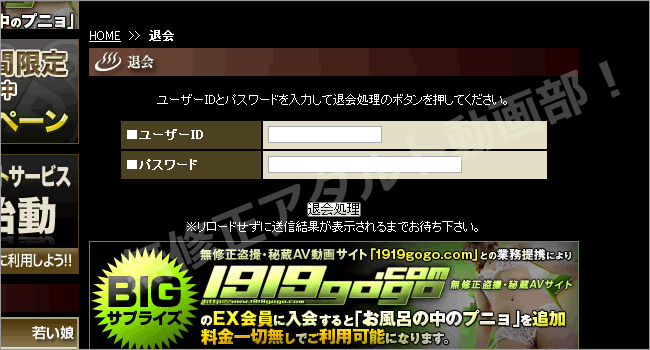 の中のプニョ」
HOME >> 退会
間限定
中
ペーン
退会
ユーザーIDとパスワードを入力して退会処理のボタンを押してください。
■ユーザーID
■パスワード
トサービス
始動
に利用しよう!!
退会処理
※リロードせずに送信結果が表示されるまでお待ち下さい。
無修正アダルト動画部！
若い娘
BIG
サプライズ
無修正盗撮・秘蔵AV動画サイト「1919gogo.com」との業務提携により
1919gogo.com
http://www.1919gogo.com
無修正盗撮・秘蔵AVサイト
のEX会員に入会すると「お風呂の中のプニョ」を追加
料金一切無しでご利用可能になります。